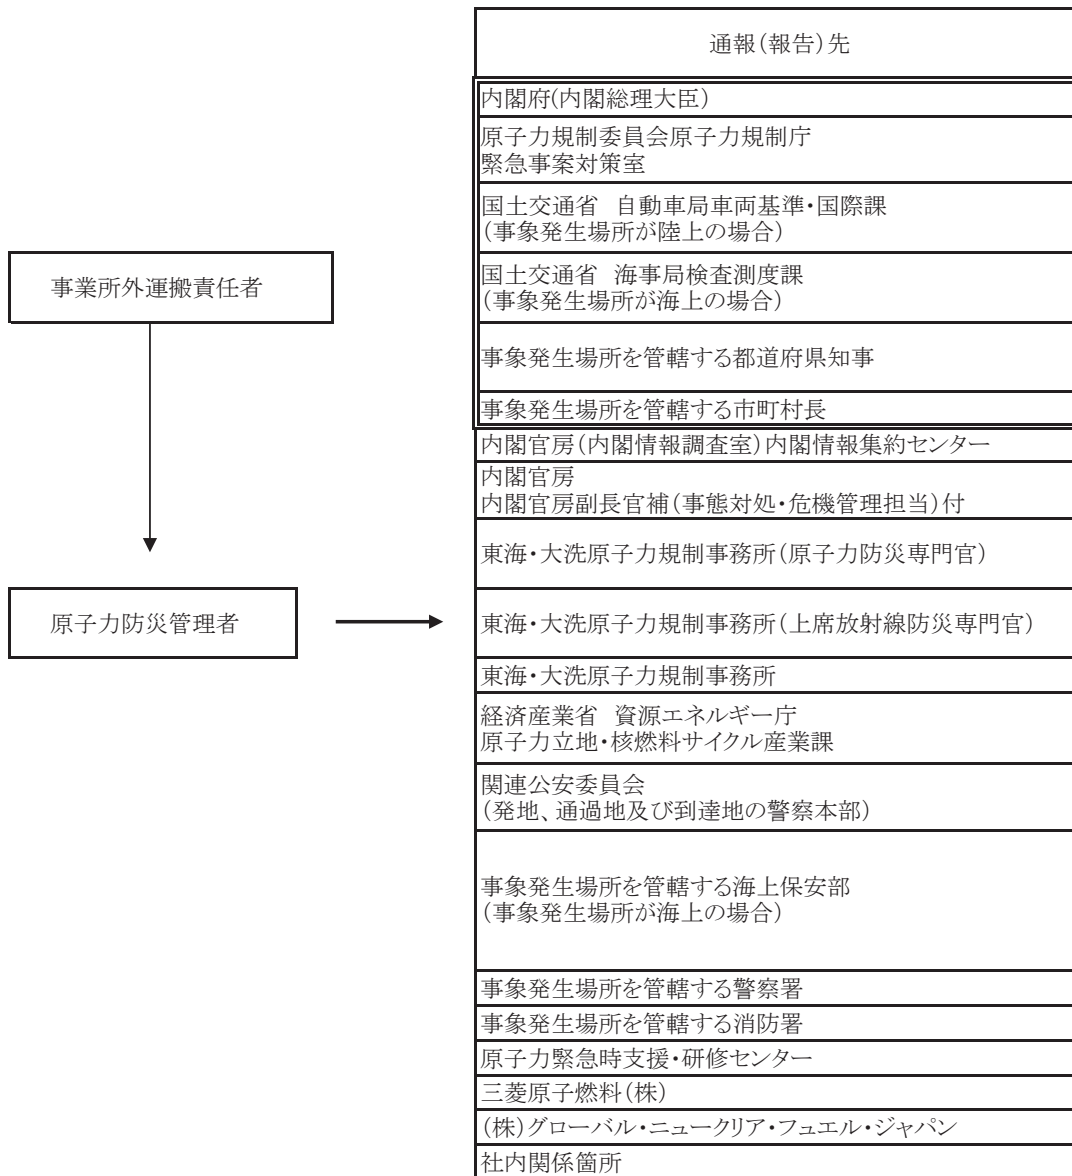 通報(報告)先
内閣府(内閣総理大臣)
原子力規制委員会原子力規制庁
緊急事案対策室
国土交通省 自動車局車両基準・国際課
(事象発生場所が陸上の場合)
国土交通省 海事局検査測度課
(事象発生場所が海上の場合)
事象発生場所を管轄する都道府県知事
事象発生場所を管轄する市町村長
内閣官房(内閣情報調査室)内閣情報集約センター
内閣官房
内閣官房副長官補(事態対処・危機管理担当)付
東海・大洗原子力規制事務所(原子力防災専門官)
東海・大洗原子力規制事務所(上席放射線防災専門官)
東海・大洗原子力規制事務所
経済産業省 資源エネルギー庁
原子力立地・核燃料サイクル産業課
関連公安委員会
(発地、通過地及び到達地の警察本部)
事象発生場所を管轄する海上保安部
(事象発生場所が海上の場合)
事象発生場所を管轄する警察署
事象発生場所を管轄する消防署
原子力緊急時支援・研修センター
三菱原子燃料(株)
(株)グローバル・ニュークリア・フュエル・ジャパン
社内関係箇所
事業所外運搬責任者
原子力防災管理者